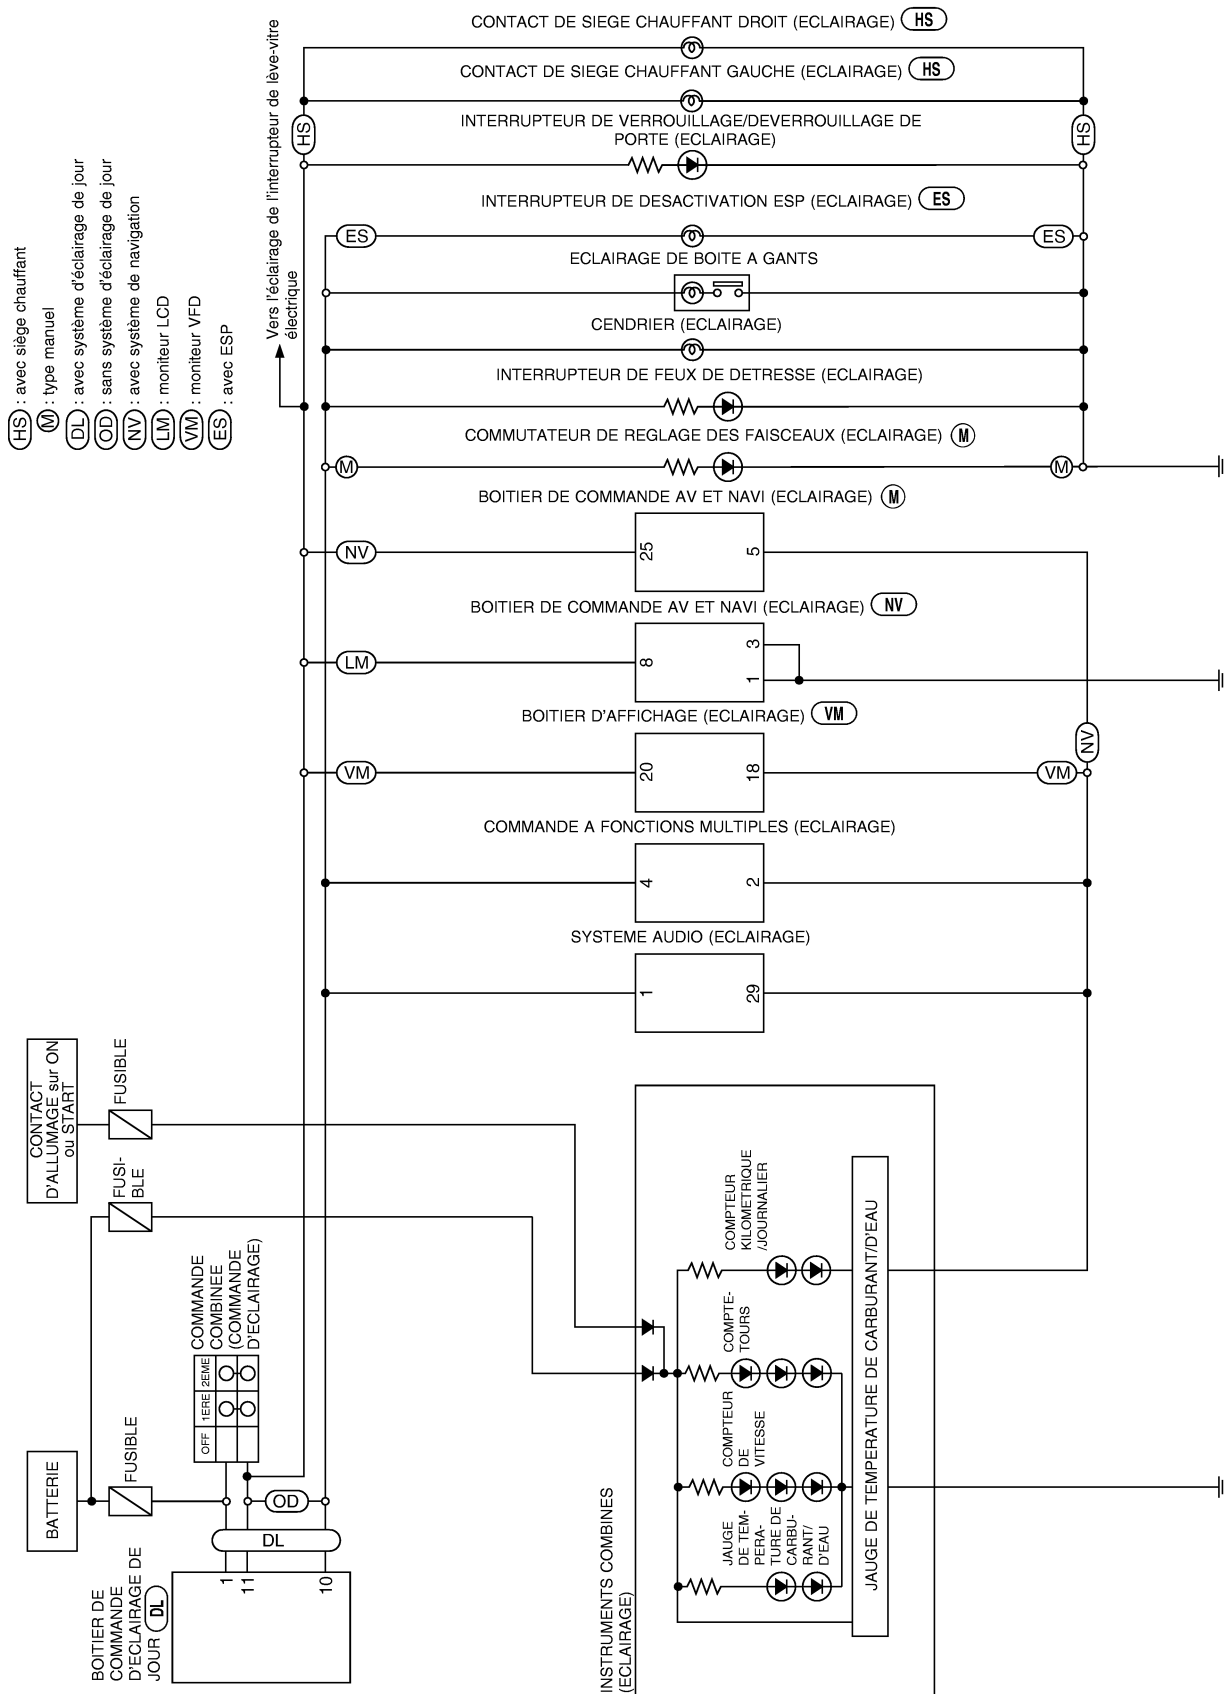 CONTACT DE SIEGE CHAUFFANT DROIT (ECLAIRAGE) HS
CONTACT DE SIEGE CHAUFFANT GAUCHE (ECLAIRAGE) HS
HS
HS
INTERRUPTEUR DE VERROUILLAGE/DEVERROUILLAGE DE
PORTE (ECLAIRAGE)
INTERRUPTEUR DE DESACTIVATION ESP (ECLAIRAGE) ES
ES
ES
ECLAIRAGE DE BOITE A GANTS
CENDRIER (ECLAIRAGE)
INTERRUPTEUR DE FEUX DE DETRESSE (ECLAIRAGE)
COMMUTATEUR DE REGLAGE DES FAISCEAUX (ECLAIRAGE) M
M
M
BOITIER DE COMMANDE AV ET NAVI (ECLAIRAGE) M
NV
25
5
BOITIER DE COMMANDE AV ET NAVI (ECLAIRAGE) NV
LM
8
3
1
BOITIER D'AFFICHAGE (ECLAIRAGE) VM
NV
VM
20
18
VM
COMMANDE A FONCTIONS MULTIPLES (ECLAIRAGE)
4
2
SYSTEME AUDIO (ECLAIRAGE)
1
29
HS : avec siège chauffant
M : type manuel
DL : avec système d'éclairage de jour
OD : sans système d'éclairage de jour
NV : avec système de navigation
LM : moniteur LCD
VM : moniteur VFD
ES : avec ESP
Vers l'éclairage de l'interrupteur de lève-vitre
électrique
CONTACT
D'ALLUMAGE sur ON
ou START
FUSIBLE
FUSI-
BLE
BATTERIE
FUSIBLE
COMMANDE
COMBINEE
(COMMANDE
D'ECLAIRAGE)
OFF
1ERE
2EME
OD
DL
1
11
10
BOITIER DE
COMMANDE
D'ECLAIRAGE DE
JOUR DL
INSTRUMENTS COMBINES
(ECLAIRAGE)
COMPTEUR
KILOMETRIQUE
/JOURNALIER
COMPTE-
TOURS
COMPTEUR
DE
VITESSE
JAUGE
DE TEM-
PERA-
TURE DE
CARBU-
RANT/
D'EAU
JAUGE DE TEMPERATURE DE CARBURANT/D'EAU